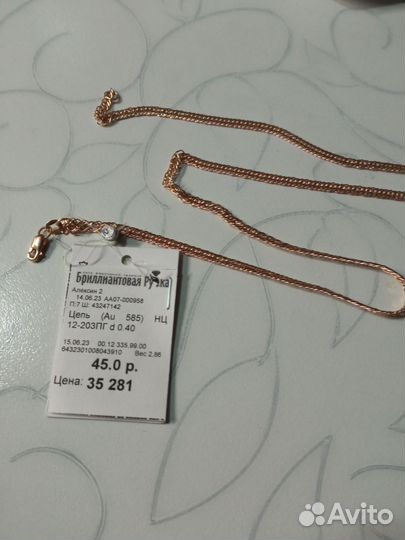 Бриллиантовая Ручка
Алексин 2
14.06.23 АА07-000958
П:7 Ш: 43247142
Цепь (Au 585) НЦ
12-203ПГ d 0.40
15.06.23 00.12 335,99.00
6432301008043910 Вес 2,86
45.0 р.
Цена: 35 281
Avito